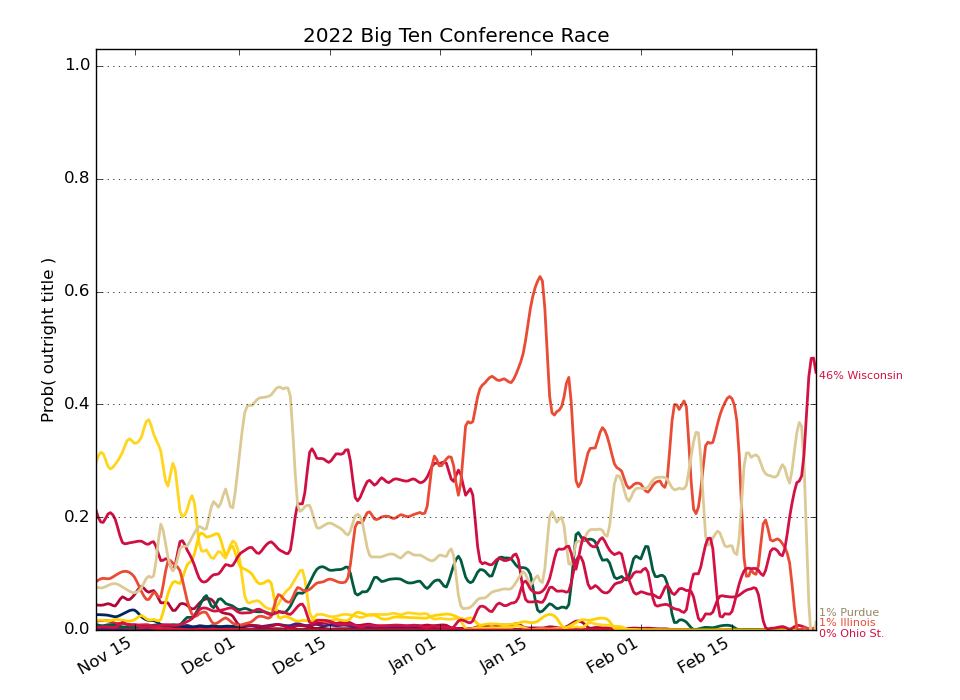 2022 Big Ten Conference Race
Prob( outright title )
1.0
0.8
0.6
0.4
0.2
0.0
46% Wisconsin
1% Purdue
1% Illinois
0% Ohio St.
Nov 15
Dec 01
Dec 15
Jan 01
Jan 15
Feb 01
Feb 15